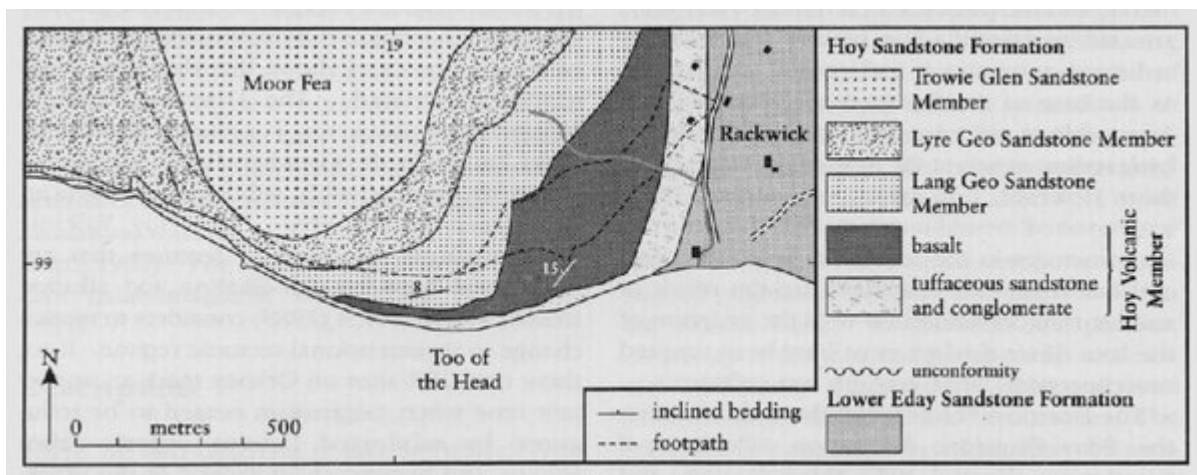 19
Moor Fea
Rackwick
99
5
8
15
Too of
the Head
N
0 metres 500
inclined bedding
footpath
Hoy Sandstone Formation
Trowie Glen Sandstone
Member
Lyre Geo Sandstone Member
Lang Geo Sandstone
Member
basalt
tuffaceous sandstone
and conglomerate
Hoy Volcanic
Member
unconformity
Lower Eday Sandstone Formation